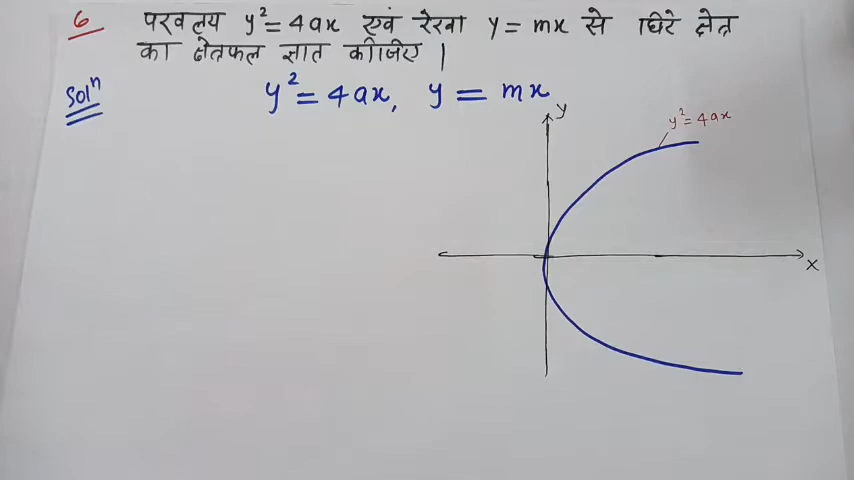 6 परवलय y² = 4ax एवं रेखा y = mx से घिरे क्षेत्र
का क्षेत्रफल ज्ञात कीजिए |
Solⁿ y² = 4ax, y = mx
y
y² = 4ax
x